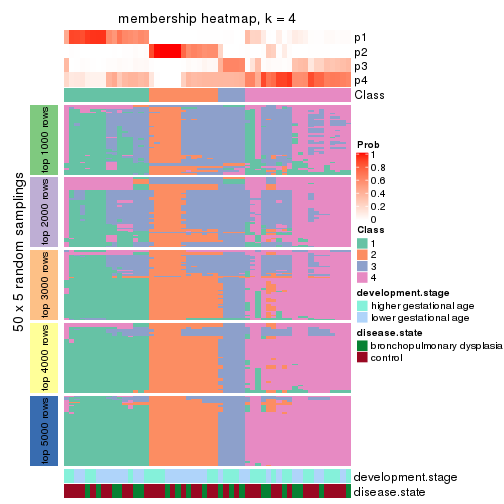 membership heatmap, k = 4
p1
p2
p3
p4
Class
50 x 5 random samplings
top 1000 rows
top 2000 rows
top 3000 rows
top 4000 rows
top 5000 rows
Prob
1
0.8
0.6
0.4
0.2
0
Class
1
2
3
4
development.stage
higher gestational age
lower gestational age
disease.state
bronchopulmonary dysplasia
control
development.stage
disease.state